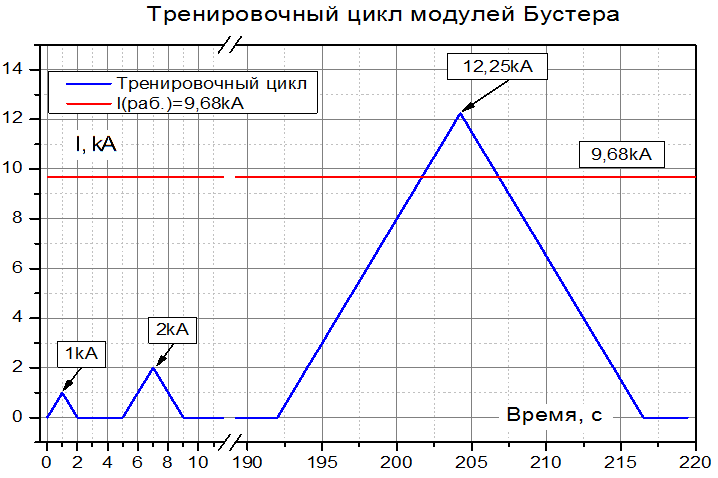 Тренировочный цикл модулей Бустера
14
12
10
8
6
4
2
0
Тренировочный цикл
I(раб.)=9,68kA
I, kA
12,25kA
9,68kA
2kA
1kA
Время, с
0 2 4 6 8 10 190 195 200 205 210 215 220